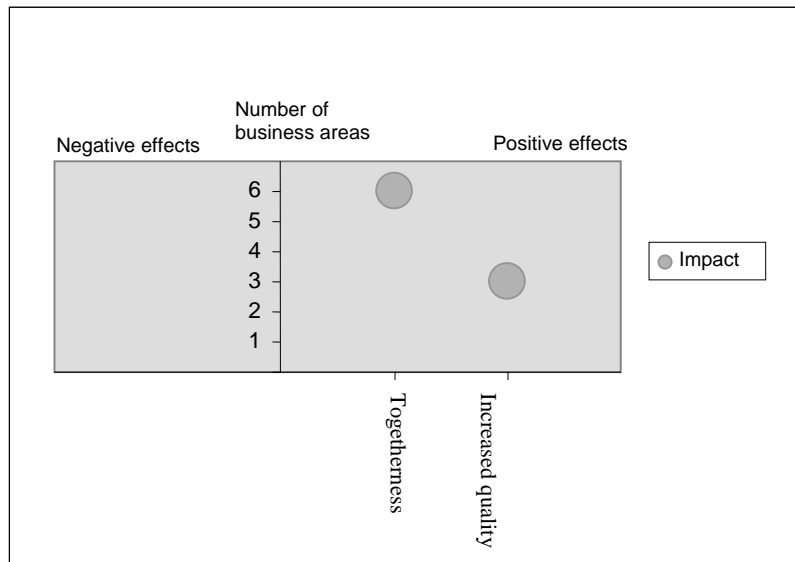 Number of
business areas
Negative effects
Positive effects
6
5
4
3
2
1
Impact
Togetherness
Increased quality